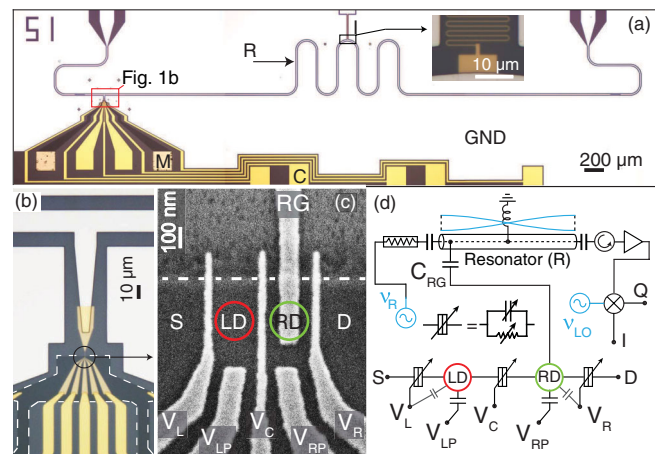 S1
(a)
R
10 µm
Fig. 1b
M
C
GND
200 µm
(b)
10 µm
(c)
100 nm
RG
S
LD
RD
D
V_L
V_LP
V_C
V_RP
V_R
(d)
Resonator (R)
C_RG
ν_R
=
ν_LO
Q
I
S
LD
RD
D
V_L
V_LP
V_C
V_RP
V_R